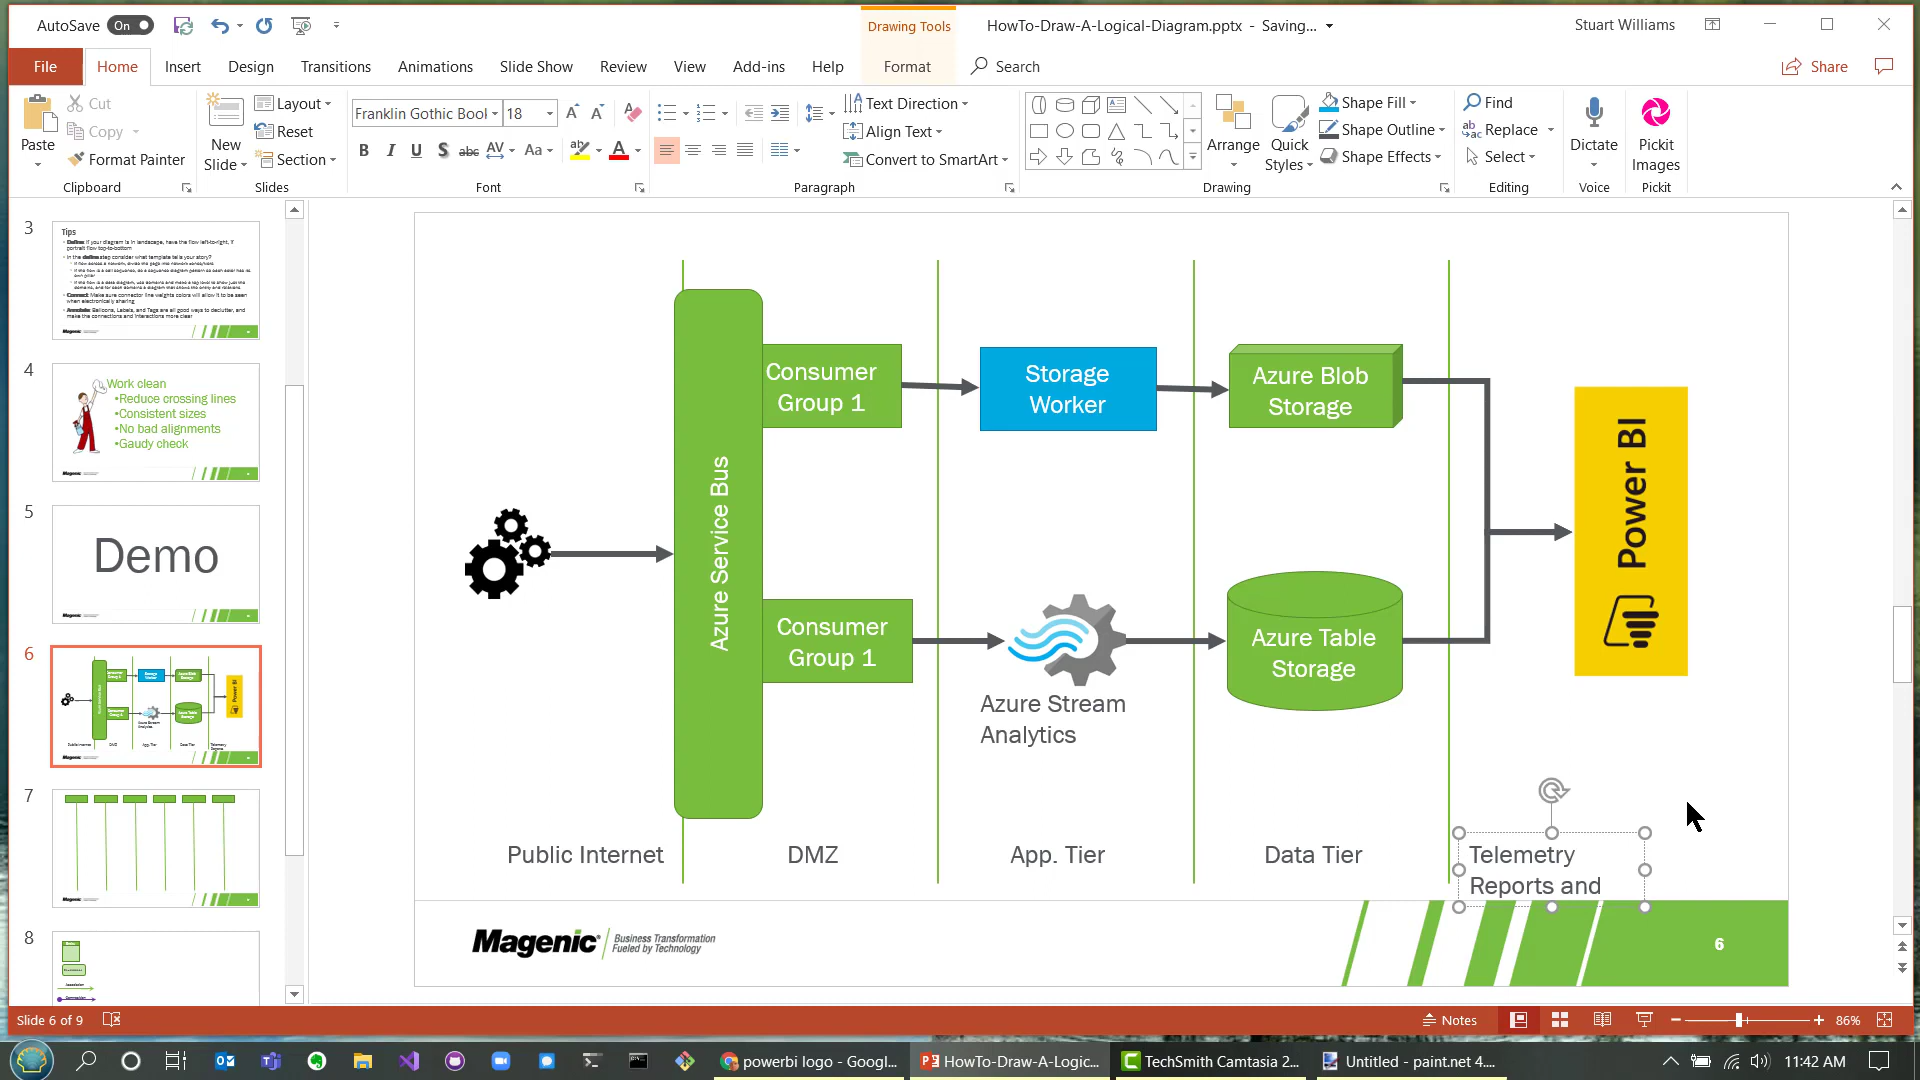 AutoSave On
Drawing Tools
HowTo-Draw-A-Logical-Diagram.pptx - Saving...
Stuart Williams
File Home Insert Design Transitions Animations Slide Show Review View Add-ins Help Format Search
Share
Paste
Cut
Copy
Format Painter
Clipboard
New
Slide
Layout
Reset
Section
Slides
Franklin Gothic Bool 18
B I U S abc AV Aa
A
Font
Text Direction
Align Text
Convert to SmartArt
Paragraph
Arrange
Quick
Styles
Shape Fill
Shape Outline
Shape Effects
Drawing
Find
Replace
Select
Editing
Dictate
Voice
Pickit
Images
Pickit
3
Tips
4
Work clean
•Reduce crossing lines
•Consistent sizes
•No bad alignments
•Gaudy check
Magenic
5
Demo
Magenic
6
7
8
Azure Service Bus
Consumer
Group 1
Storage
Worker
Azure Blob
Storage
Power BI
Consumer
Group 1
Azure Stream
Analytics
Azure Table
Storage
Public Internet
DMZ
App. Tier
Data Tier
Telemetry
Reports and
Magenic
Business Transformation
Fueled by Technology
6
Slide 6 of 9
Notes
86%
powerbi logo - Googl...
HowTo-Draw-A-Logic...
TechSmith Camtasia 2...
Untitled - paint.net 4....
11:42 AM